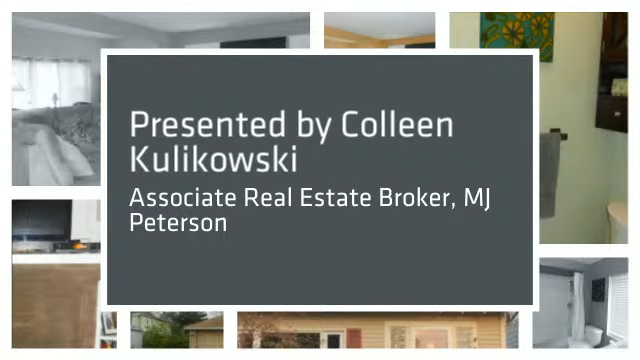 Presented by Colleen
Kulikowski
Associate Real Estate Broker, MJ
Peterson